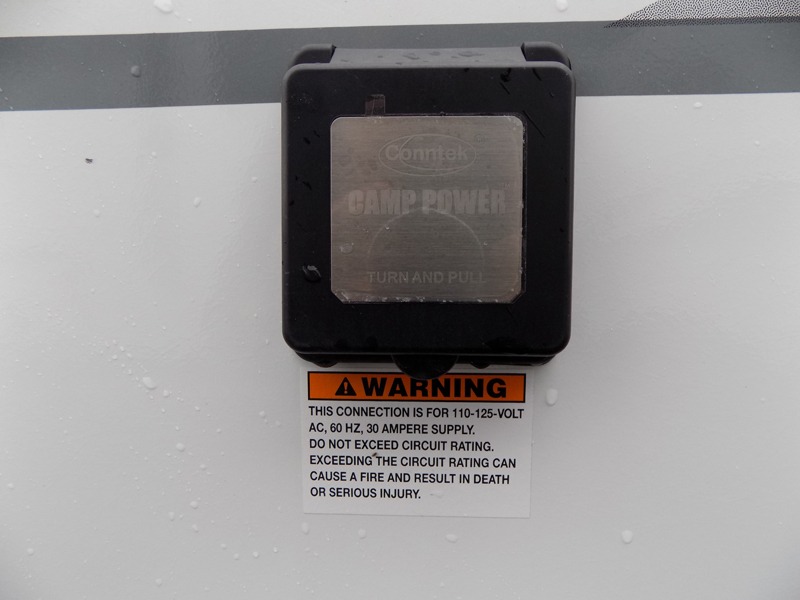 Conntek
CAMP POWER
TURN AND PULL
WARNING
THIS CONNECTION IS FOR 110-125-VOLT
AC, 60 HZ, 30 AMPERE SUPPLY.
DO NOT EXCEED CIRCUIT RATING.
EXCEEDING THE CIRCUIT RATING CAN
CAUSE A FIRE AND RESULT IN DEATH
OR SERIOUS INJURY.